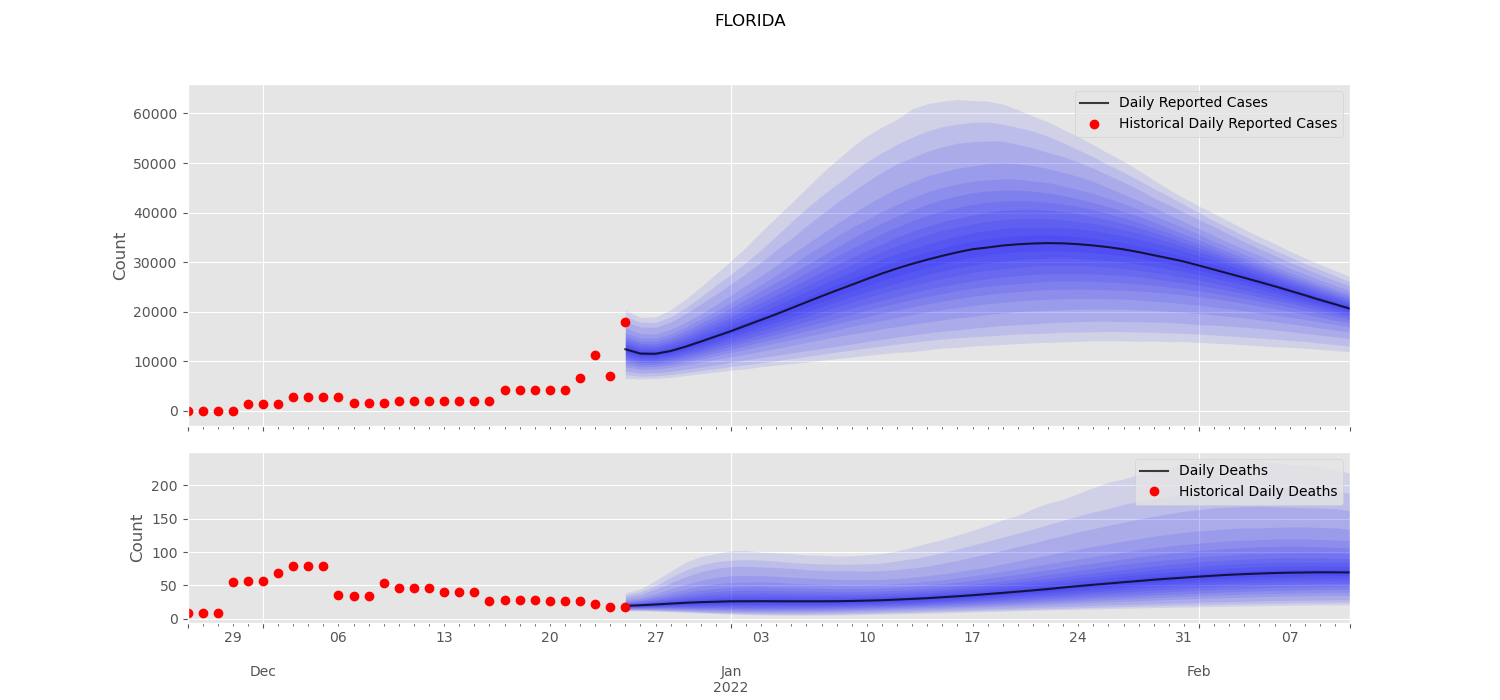 FLORIDA
Count
60000
50000
40000
30000
20000
10000
0
Daily Reported Cases
Historical Daily Reported Cases
Count
200
150
100
50
0
Daily Deaths
Historical Daily Deaths
29 06 13 20 27 03 10 17 24 31 07
Dec Jan Feb
2022